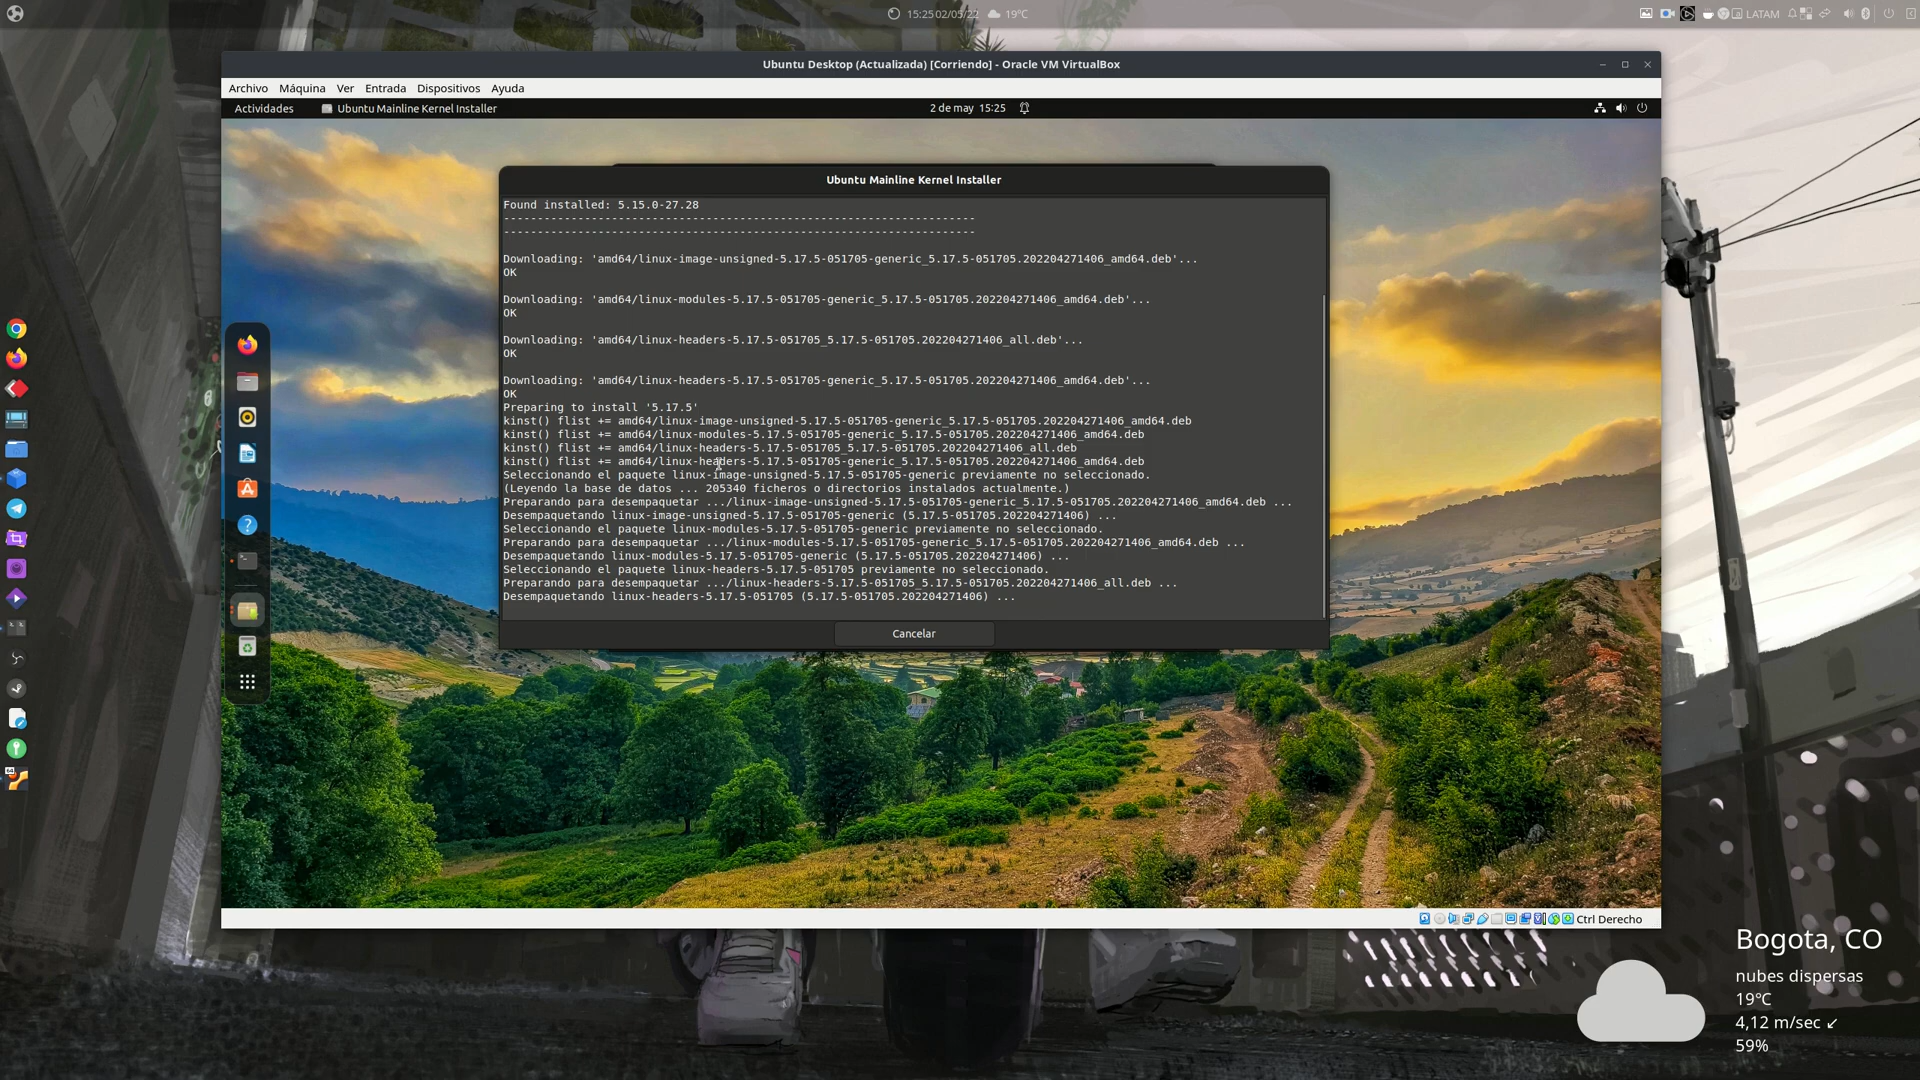 15:25 02/05/22 19°C
LATAM
Ubuntu Desktop (Actualizada) [Corriendo] - Oracle VM VirtualBox
Archivo Máquina Ver Entrada Dispositivos Ayuda
Actividades Ubuntu Mainline Kernel Installer 2 de may 15:25
Ubuntu Mainline Kernel Installer
Found installed: 5.15.0-27.28
----------------------------------------------------------------------
----------------------------------------------------------------------
Downloading: 'amd64/linux-image-unsigned-5.17.5-051705-generic_5.17.5-051705.202204271406_amd64.deb'...
OK
Downloading: 'amd64/linux-modules-5.17.5-051705-generic_5.17.5-051705.202204271406_amd64.deb'...
OK
Downloading: 'amd64/linux-headers-5.17.5-051705_5.17.5-051705.202204271406_all.deb'...
OK
Downloading: 'amd64/linux-headers-5.17.5-051705-generic_5.17.5-051705.202204271406_amd64.deb'...
OK
Preparing to install '5.17.5'
kinst() flist += amd64/linux-image-unsigned-5.17.5-051705-generic_5.17.5-051705.202204271406_amd64.deb
kinst() flist += amd64/linux-modules-5.17.5-051705-generic_5.17.5-051705.202204271406_amd64.deb
kinst() flist += amd64/linux-headers-5.17.5-051705_5.17.5-051705.202204271406_all.deb
kinst() flist += amd64/linux-headers-5.17.5-051705-generic_5.17.5-051705.202204271406_amd64.deb
Seleccionando el paquete linux-image-unsigned-5.17.5-051705-generic previamente no seleccionado.
(Leyendo la base de datos ... 205340 ficheros o directorios instalados actualmente.)
Preparando para desempaquetar .../linux-image-unsigned-5.17.5-051705-generic_5.17.5-051705.202204271406_amd64.deb ...
Desempaquetando linux-image-unsigned-5.17.5-051705-generic (5.17.5-051705.202204271406) ...
Seleccionando el paquete linux-modules-5.17.5-051705-generic previamente no seleccionado.
Preparando para desempaquetar .../linux-modules-5.17.5-051705-generic_5.17.5-051705.202204271406_amd64.deb ...
Desempaquetando linux-modules-5.17.5-051705-generic (5.17.5-051705.202204271406) ...
Seleccionando el paquete linux-headers-5.17.5-051705 previamente no seleccionado.
Preparando para desempaquetar .../linux-headers-5.17.5-051705_5.17.5-051705.202204271406_all.deb ...
Desempaquetando linux-headers-5.17.5-051705 (5.17.5-051705.202204271406) ...
Cancelar
Ctrl Derecho
Bogota, CO
nubes dispersas
19°C
4,12 m/sec ↙
59%